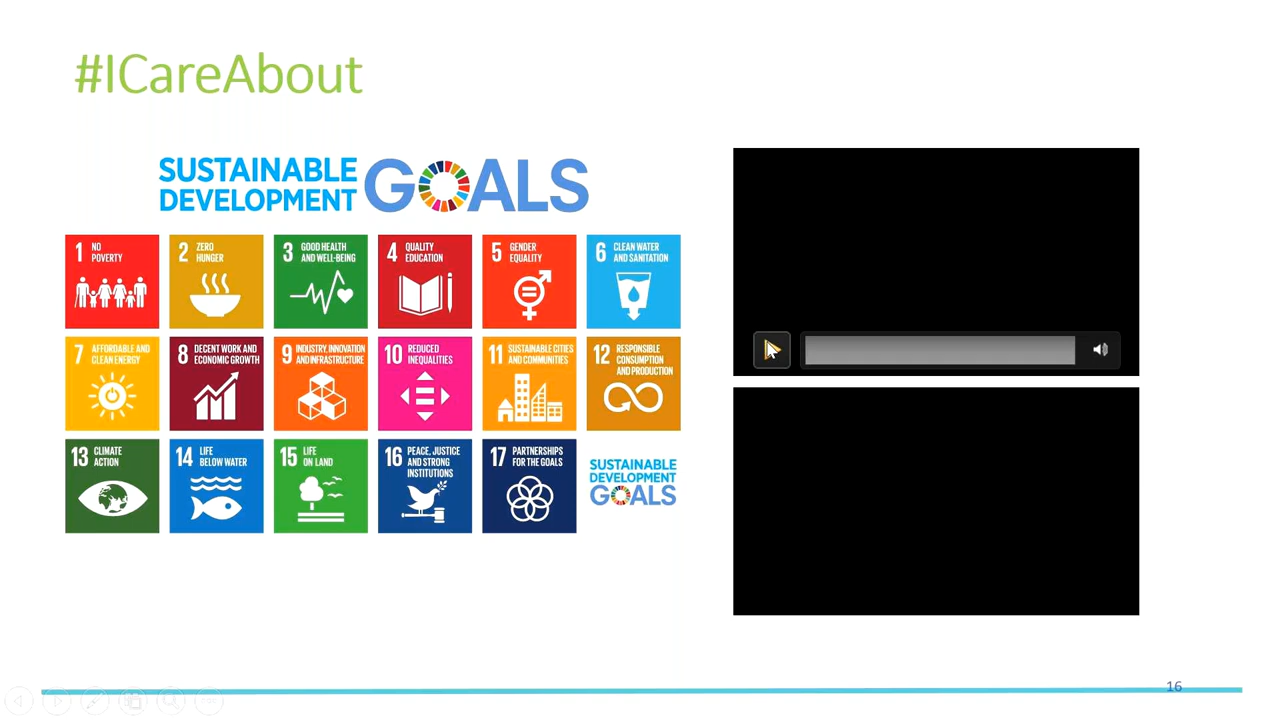 #ICareAbout
SUSTAINABLE
DEVELOPMENT GOALS
1 NO
POVERTY
2 ZERO
HUNGER
3 GOOD HEALTH
AND WELL-BEING
4 QUALITY
EDUCATION
5 GENDER
EQUALITY
6 CLEAN WATER
AND SANITATION
7 AFFORDABLE AND
CLEAN ENERGY
8 DECENT WORK AND
ECONOMIC GROWTH
9 INDUSTRY, INNOVATION
AND INFRASTRUCTURE
10 REDUCED
INEQUALITIES
11 SUSTAINABLE CITIES
AND COMMUNITIES
12 RESPONSIBLE
CONSUMPTION
AND PRODUCTION
13 CLIMATE
ACTION
14 LIFE
BELOW WATER
15 LIFE
ON LAND
16 PEACE, JUSTICE
AND STRONG
INSTITUTIONS
17 PARTNERSHIPS
FOR THE GOALS
SUSTAINABLE
DEVELOPMENT
GOALS
16